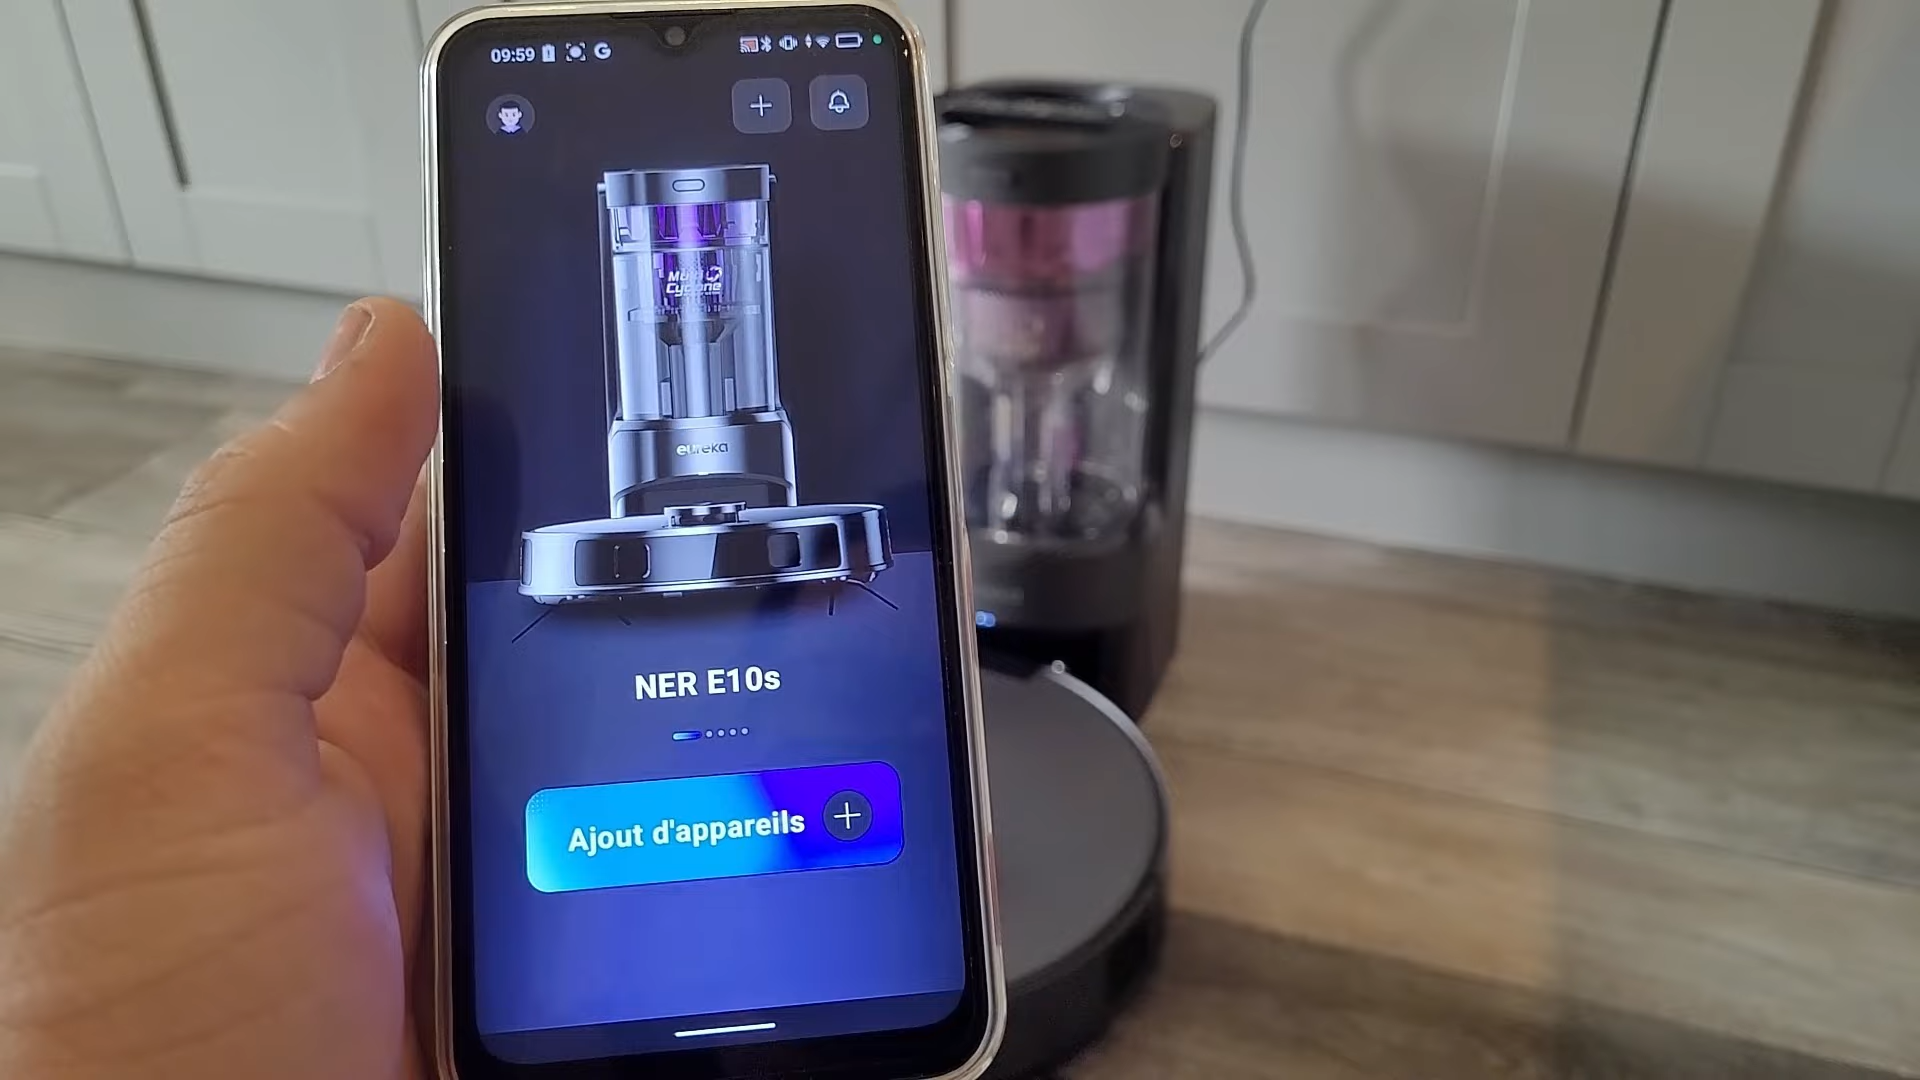 09:59
Multi
Cyclone
eureka
NER E10s
Ajout d'appareils